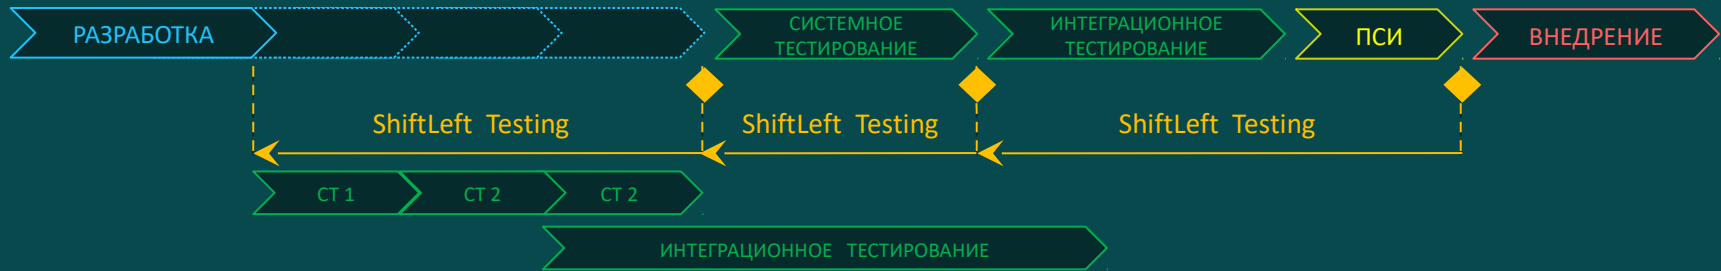 РАЗРАБОТКА
СИСТЕМНОЕ
ТЕСТИРОВАНИЕ
ИНТЕГРАЦИОННОЕ
ТЕСТИРОВАНИЕ
ПСИ
ВНЕДРЕНИЕ
ShiftLeft Testing
ShiftLeft Testing
ShiftLeft Testing
СТ 1
СТ 2
СТ 2
ИНТЕГРАЦИОННОЕ ТЕСТИРОВАНИЕ